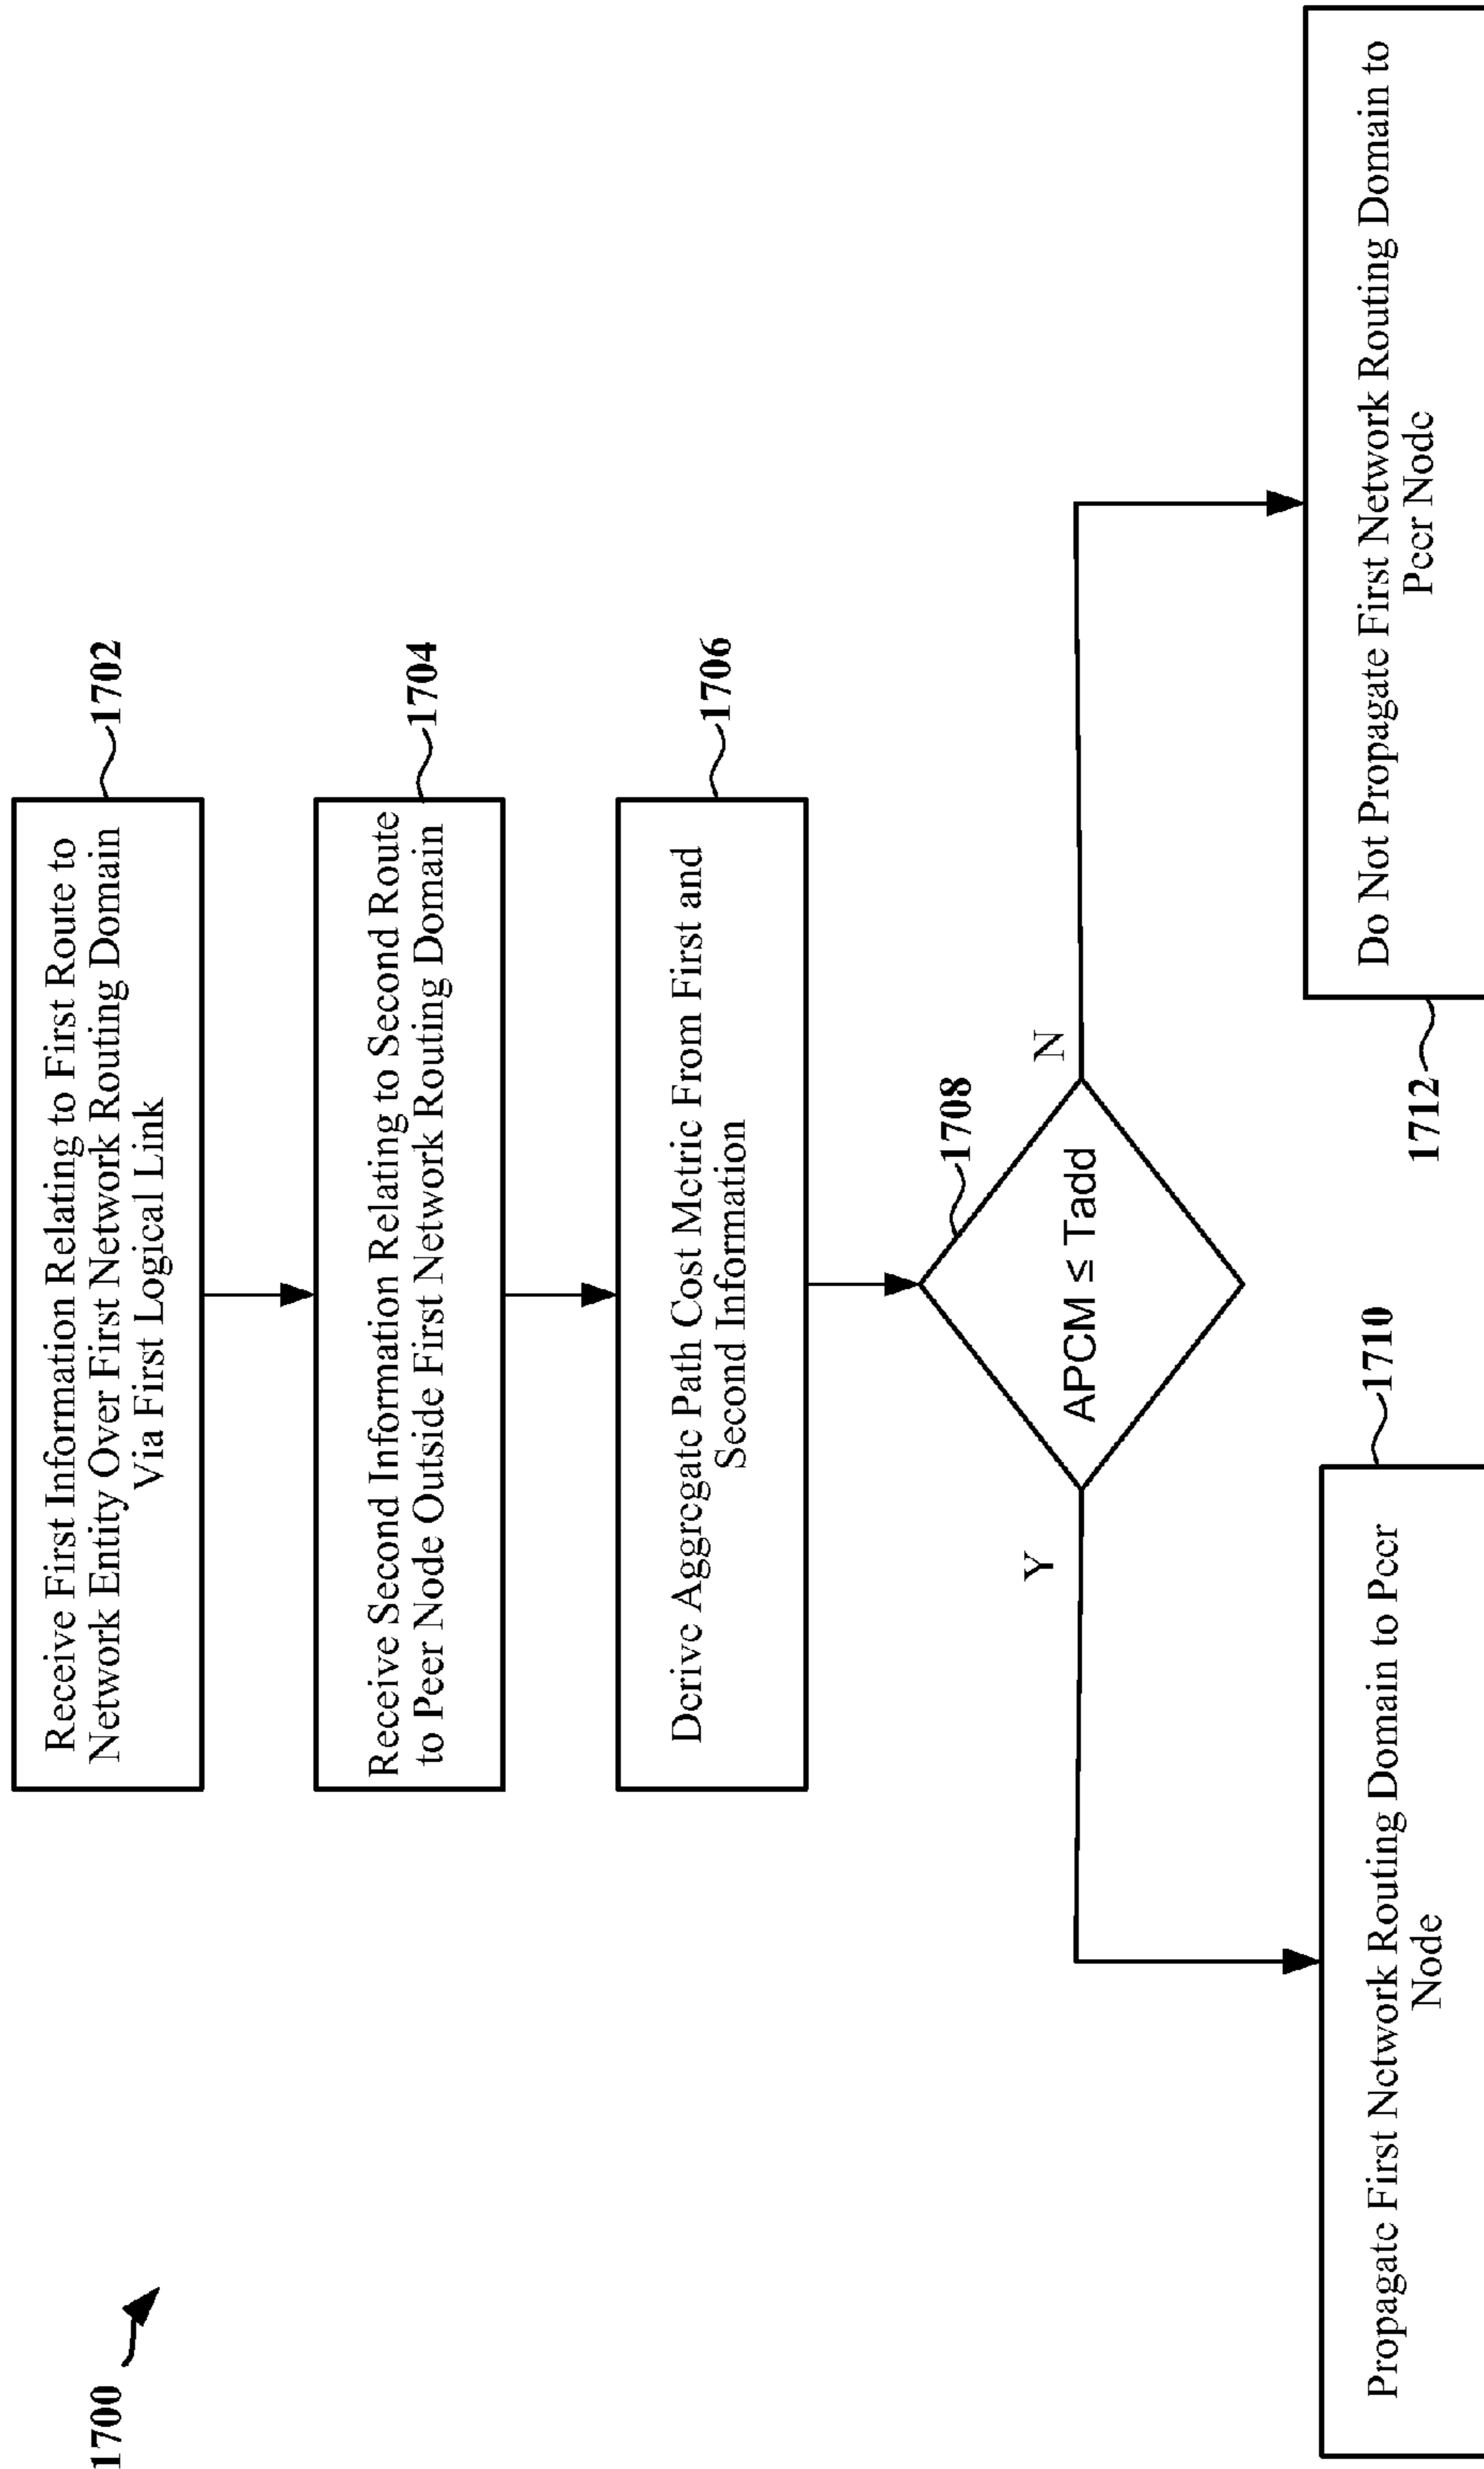 1700
Receive First Information Relating to First Route to
Network Entity Over First Network Routing Domain
Via First Logical Link
1702
Receive Second Information Relating to Second Route
to Peer Node Outside First Network Routing Domain
1704
Derive Aggregate Path Cost Metric From First and
Second Information
1706
APCM ≤ Tadd
1708
Y
N
Propagate First Network Routing Domain to Peer
Node
1710
Do Not Propagate First Network Routing Domain to
Peer Node
1712